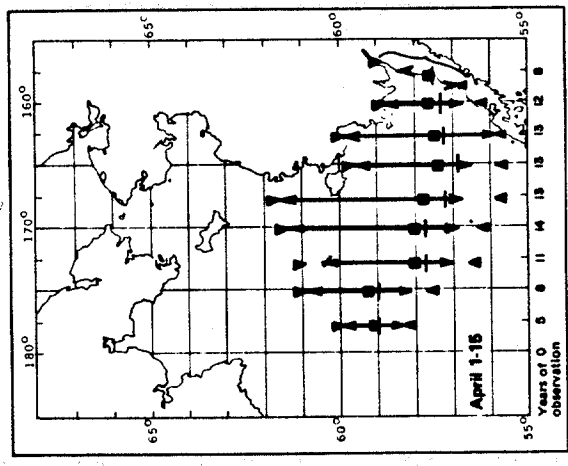 180° 170° 160°
65° 65°
60° 60°
April 1-15
55° 55°
Years of 0 5 8 11 14 13 13 13 12 8
observation